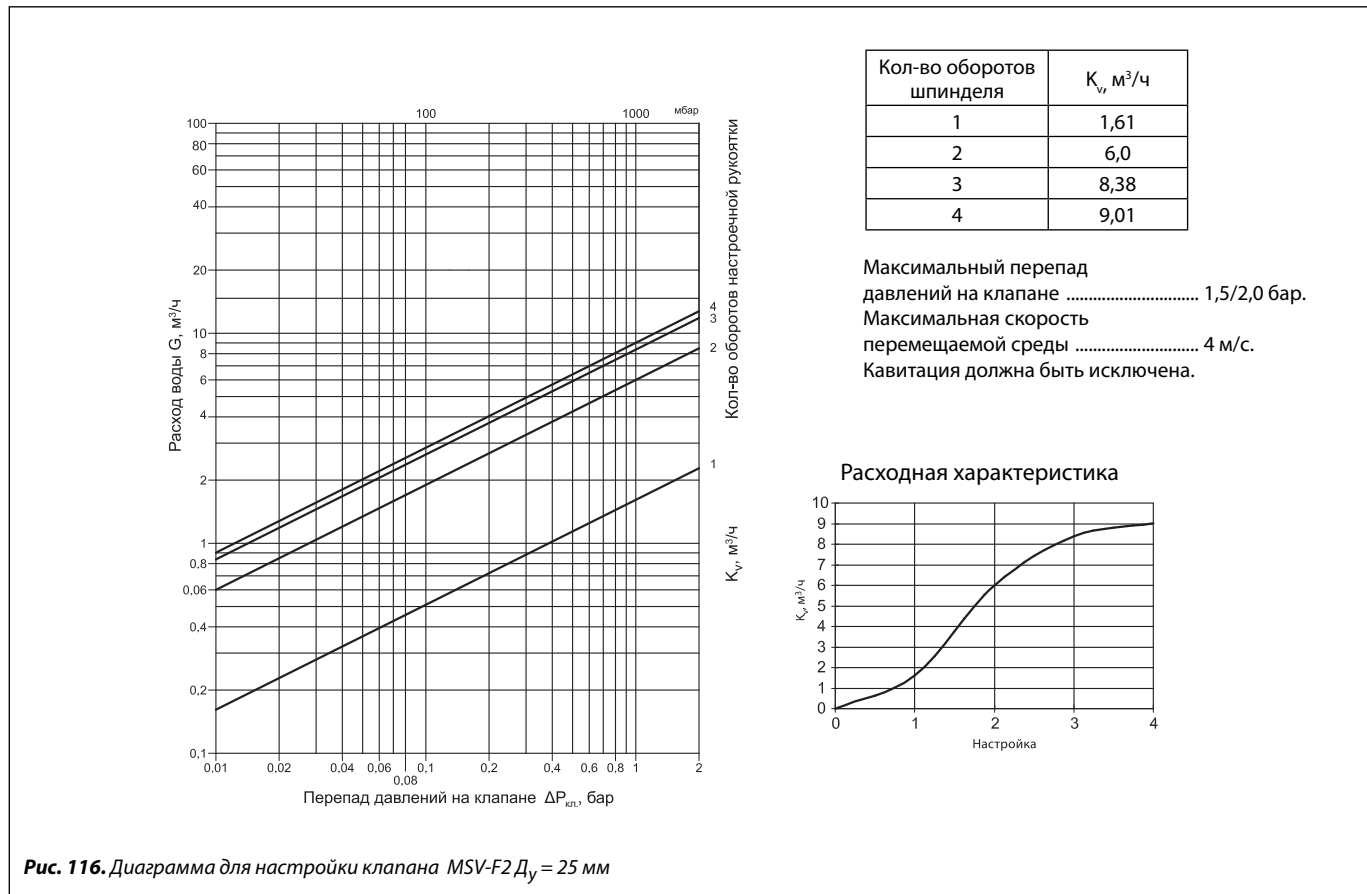 100 1000 мбар
100
80
60
40
20
10
8
6
4
2
1
0,8
0,06
0,4
0,2
0,1
Расход воды G, м³/ч
4
3
2
1
Кол-во оборотов настроечной рукоятки
Kᵥ, м³/ч
0,01 0,02 0,04 0,06 0,1 0,2 0,4 0,6 0,8 1 2
0,08
Перепад давлений на клапане ΔPкл., бар
Кол-во оборотов шпинделя Kᵥ, м³/ч
1 1,61
2 6,0
3 8,38
4 9,01
Максимальный перепад
давлений на клапане .............................. 1,5/2,0 бар.
Максимальная скорость
перемещаемой среды ............................ 4 м/с.
Кавитация должна быть исключена.
Расходная характеристика
10
9
8
7
6
5
4
3
2
1
0
Kᵥ, м³/ч
0 1 2 3 4
Настройка
Рис. 116. Диаграмма для настройки клапана MSV-F2 Ду = 25 мм